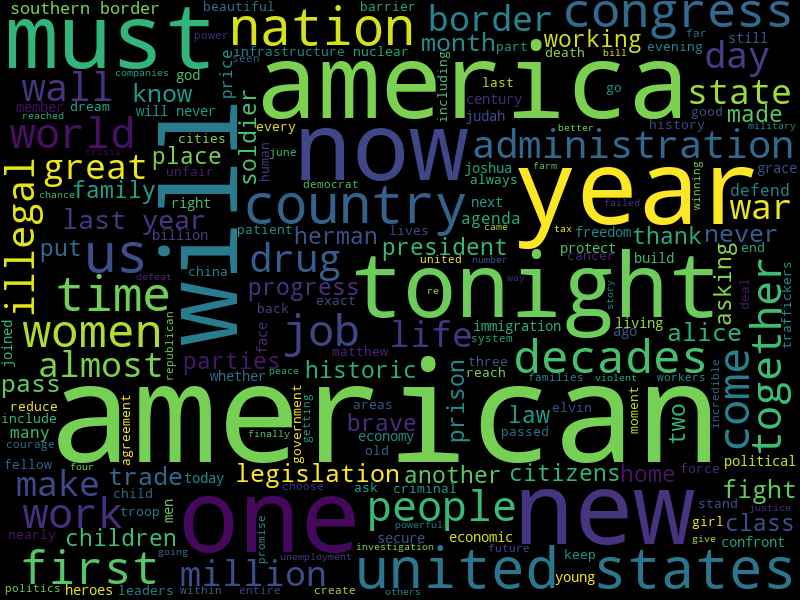 southern border
beautiful
barrier
congress
must
nation
border
power
seen
infrastructure
nuclear
month
part
working
far
evening
still
bill
death
day
wall
companies
god
price
america
including
go
state
know
will never
member
dream
reached
world
crisis
soldier
every
last
century
judah
good
made
better
history
military
cities
now
administration
great
place
unfair
human
june
joshua
always
farm
winning
year
grace
defend
war
illegal
family
chance
right
democrat
country
next
agenda
failed
came
tax
freedom
thank
never
last year
billion
patient
herman
lives
president
protect
build
end
put
us
will
china
drug
united
number
cancer
asking
deal
traffickers
time
defeat
progress
exact
re
way
tonight
story
together
women
job
life
immigration
living
ago
alice
joined
republican
back
face
matthew
system
almost
parties
whether
peace
historic
three
reach
decades
come
pass
families
violent
workers
incredible
reduce
american
prison
include
areas
brave
law
elvin
moment
two
many
agreement
finally
government
getting
economy
old
passed
courage
fellow
four
legislation
another
citizens
home
force
political
make
trade
today
choose
ask
criminal
fight
child
work
troop
men
one
people
secure
new
stand
justice
girl
class
nearly
children
promise
powerful
economic
give
confront
first
going
unemployment
investigation
future
keep
million
united
states
young
politics
heroes
leaders
within
entire
create
others